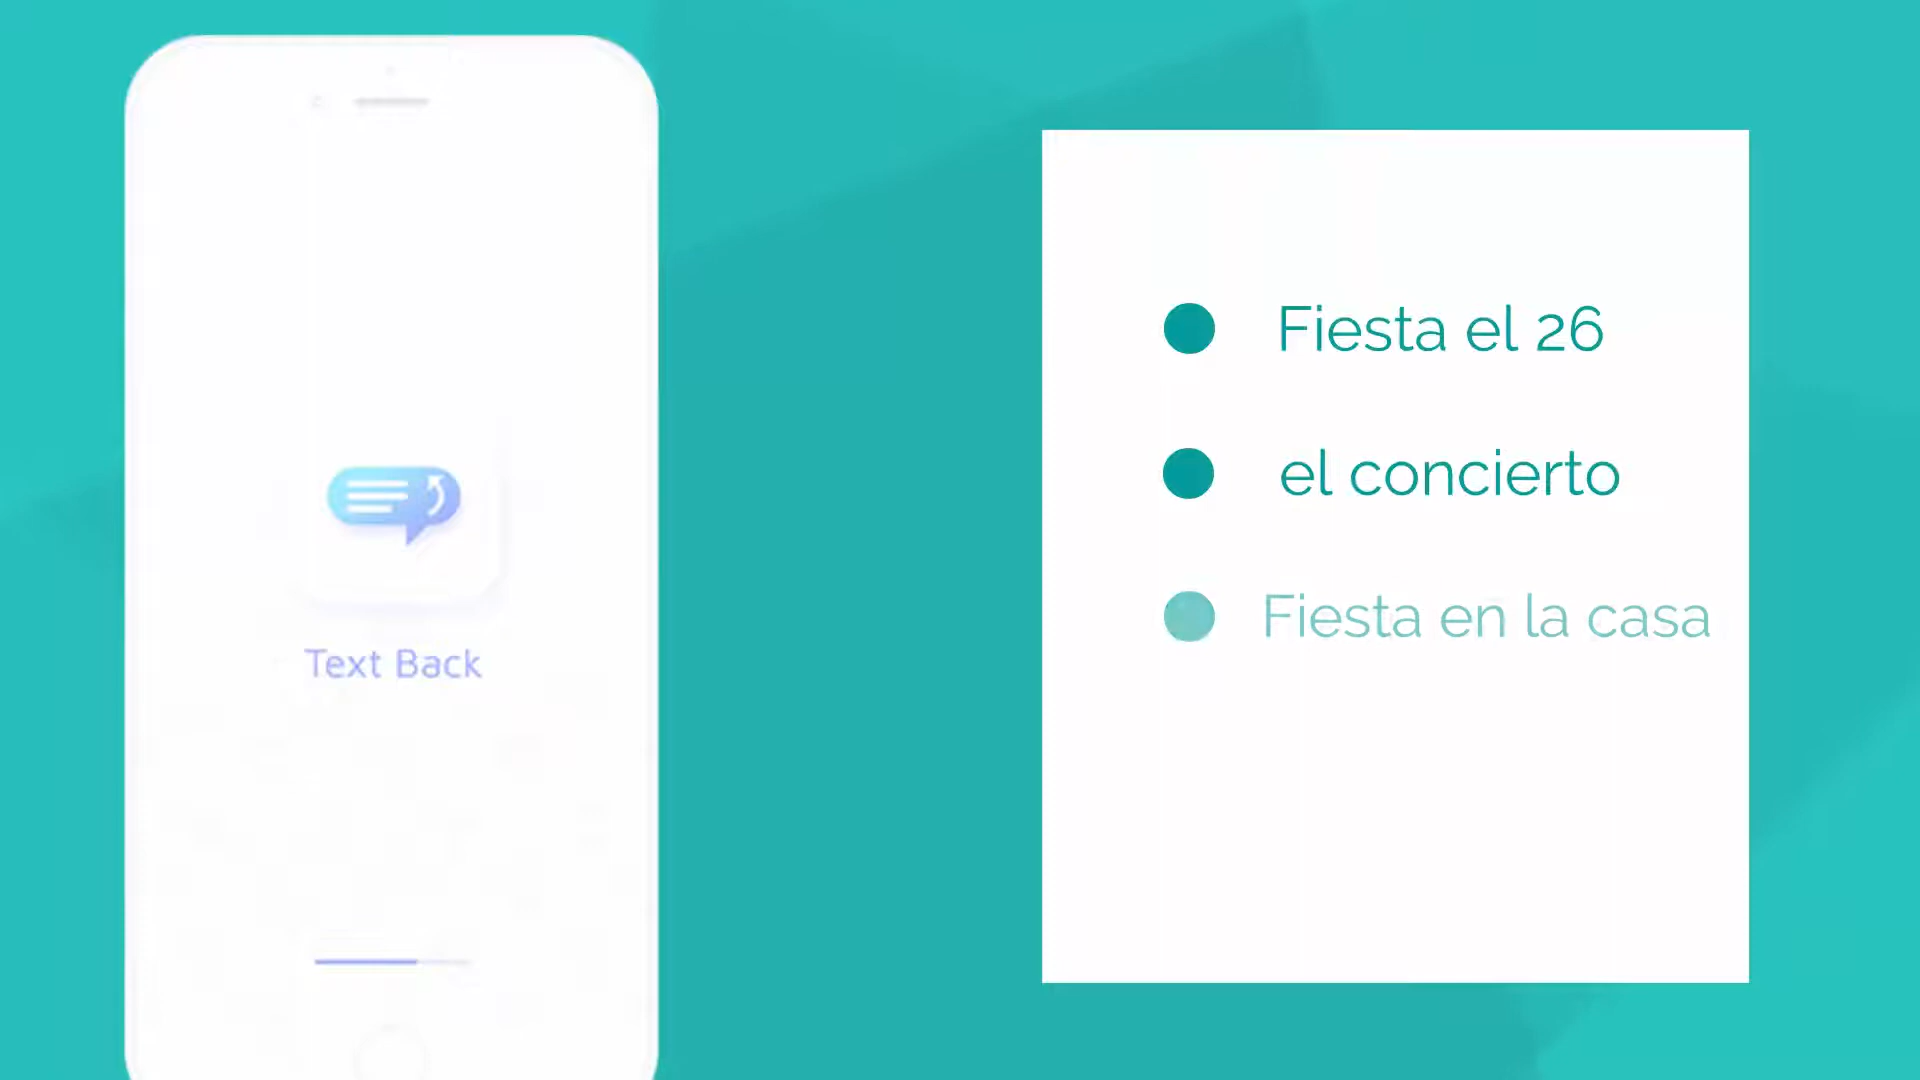 Text Back
Fiesta el 26
el concierto
Fiesta en la casa